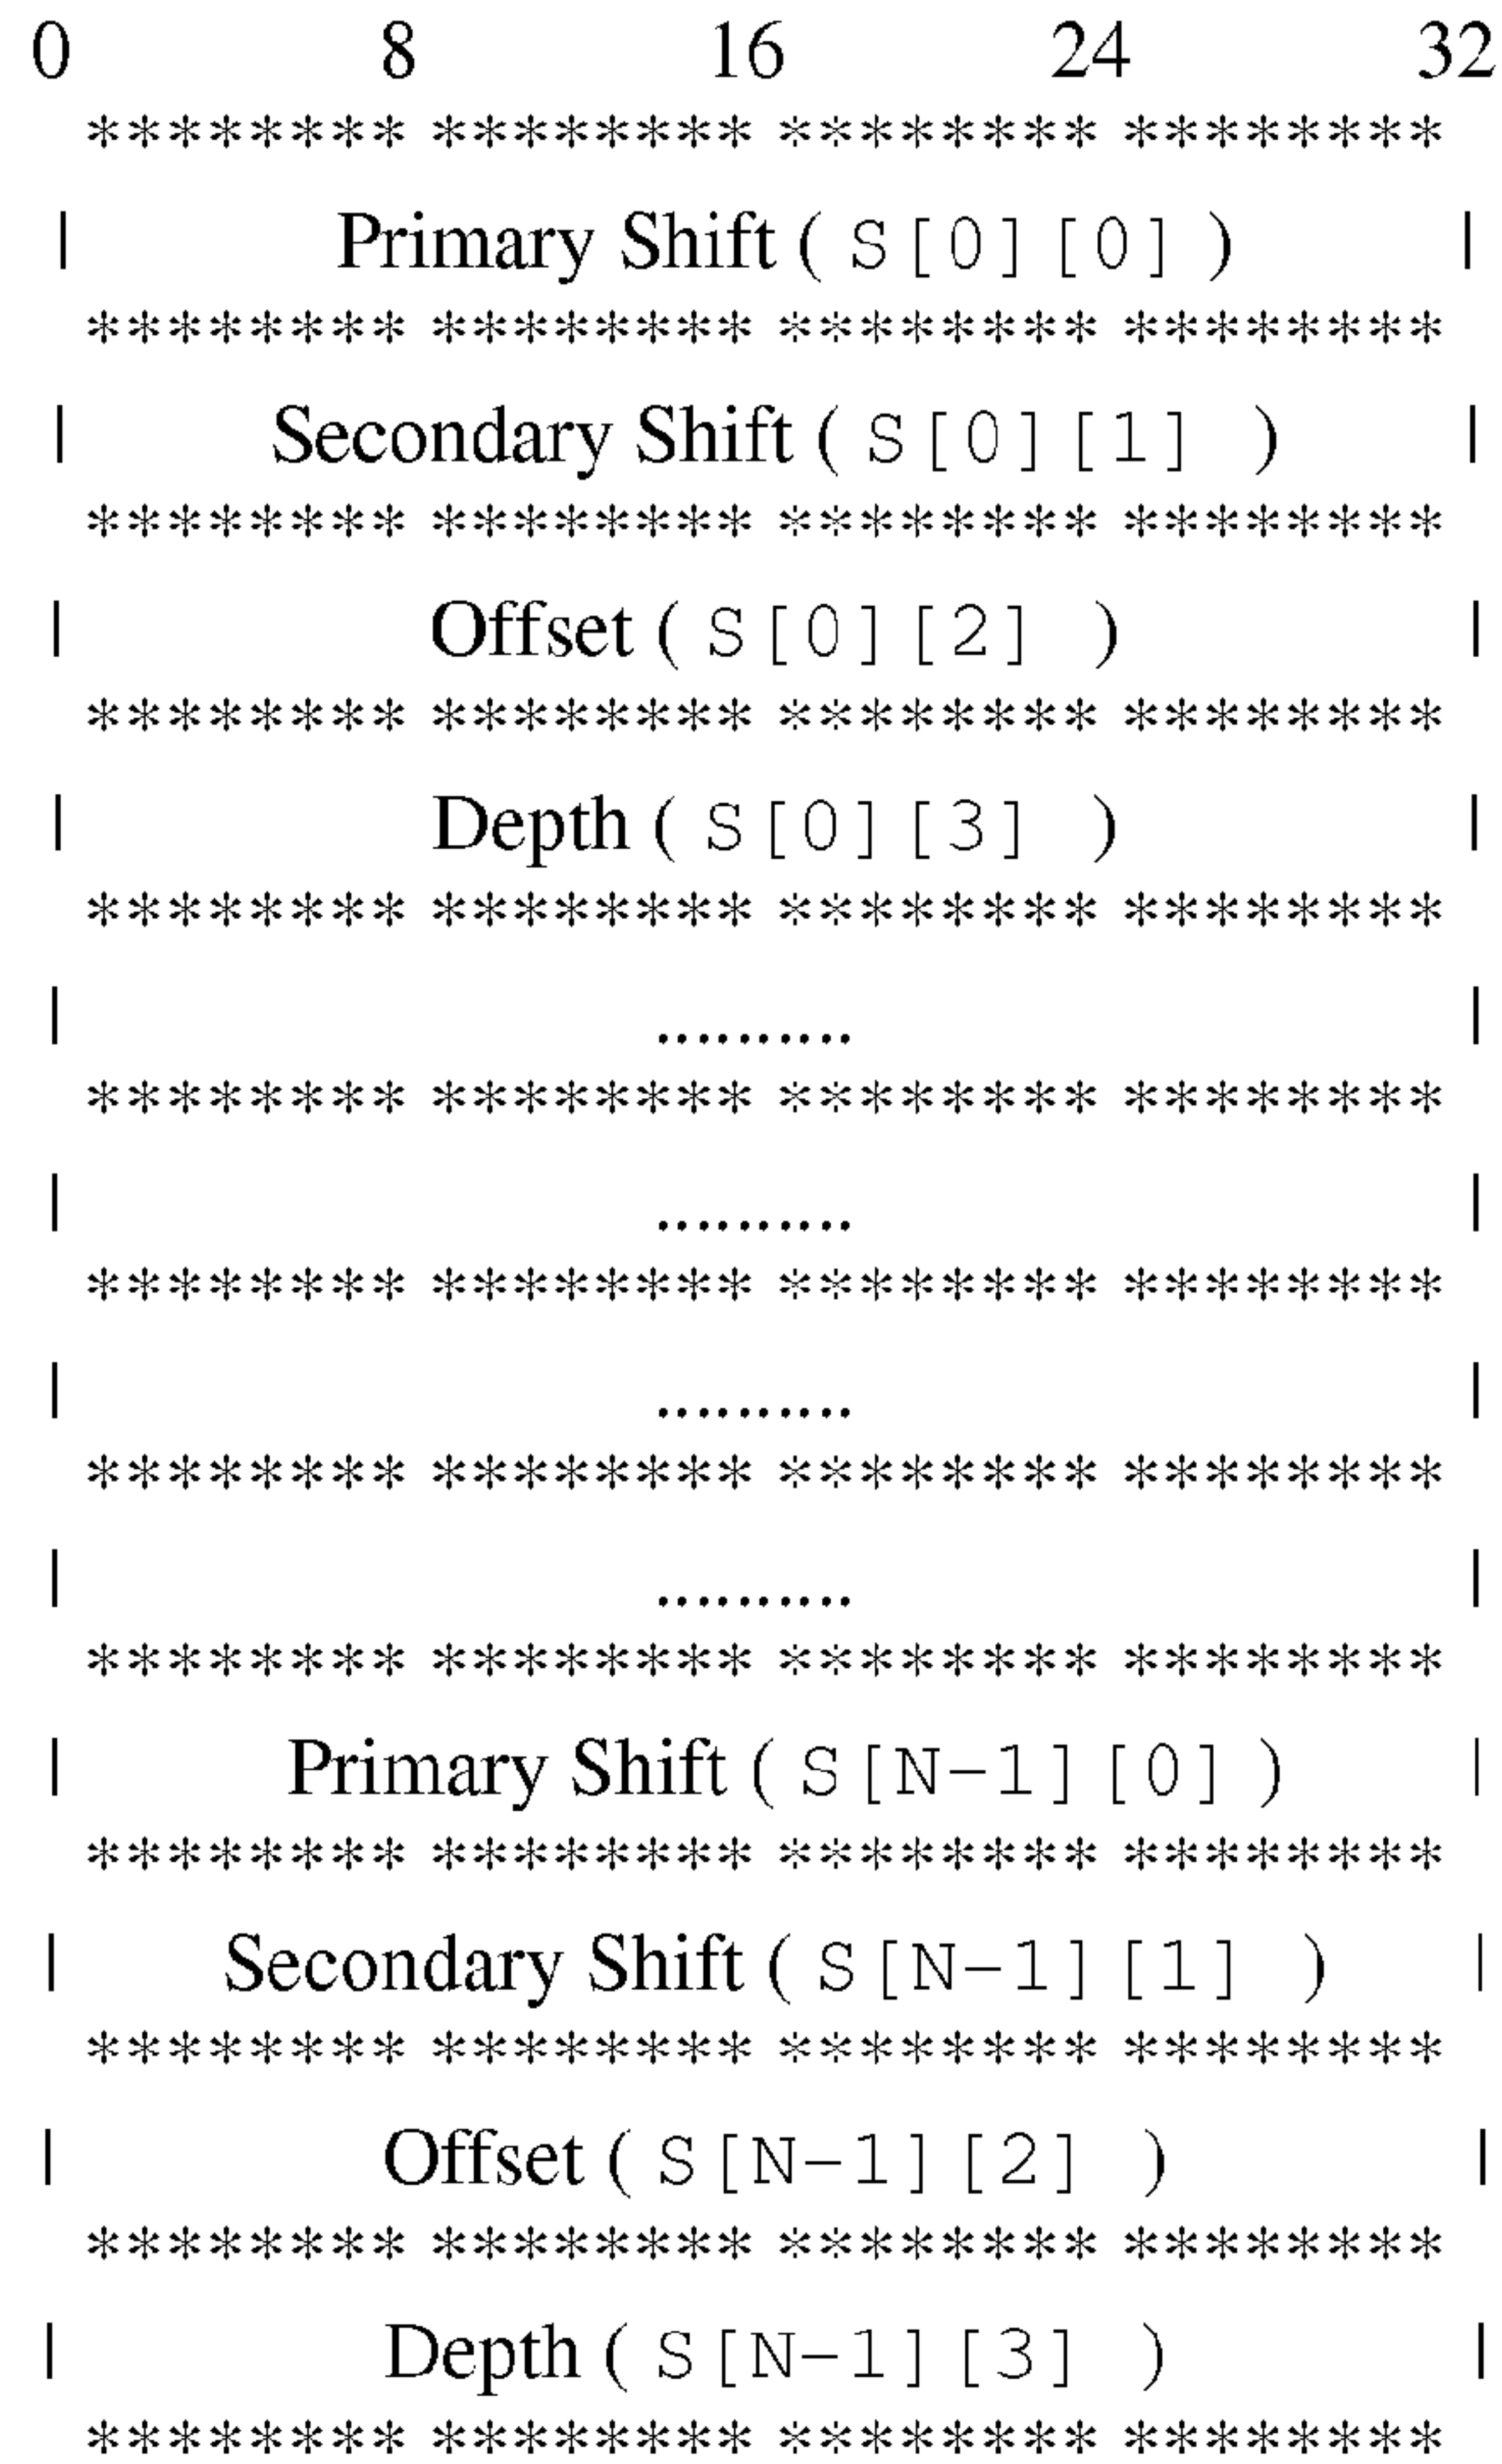 0 8 16 24 32
******** ******** ******** ********
| Primary Shift ( S[0][0] ) |
******** ******** ******** ********
| Secondary Shift ( S[0][1] ) |
******** ******** ******** ********
| Offset ( S[0][2] ) |
******** ******** ******** ********
| Depth ( S[0][3] ) |
******** ******** ******** ********
| .......... |
******** ******** ******** ********
| .......... |
******** ******** ******** ********
| .......... |
******** ******** ******** ********
| .......... |
******** ******** ******** ********
| Primary Shift ( S[N-1][0] ) |
******** ******** ******** ********
| Secondary Shift ( S[N-1][1] ) |
******** ******** ******** ********
| Offset ( S[N-1][2] ) |
******** ******** ******** ********
| Depth ( S[N-1][3] ) |
******** ******** ******** ********